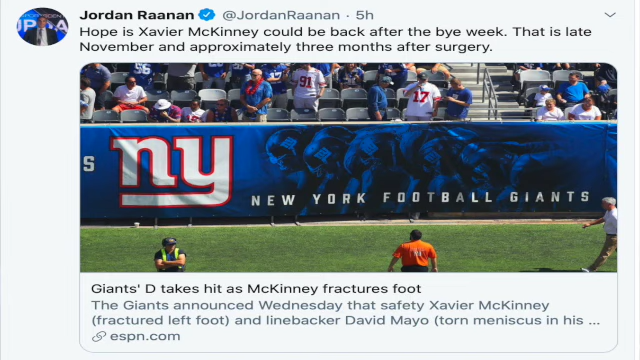 Jordan Raanan @JordanRaanan · 5h
Hope is Xavier McKinney could be back after the bye week. That is late
November and approximately three months after surgery.
56
91
17
S
ny
NEW YORK FOOTBALL GIANTS
Giants' D takes hit as McKinney fractures foot
The Giants announced Wednesday that safety Xavier McKinney
(fractured left foot) and linebacker David Mayo (torn meniscus in his ...
espn.com